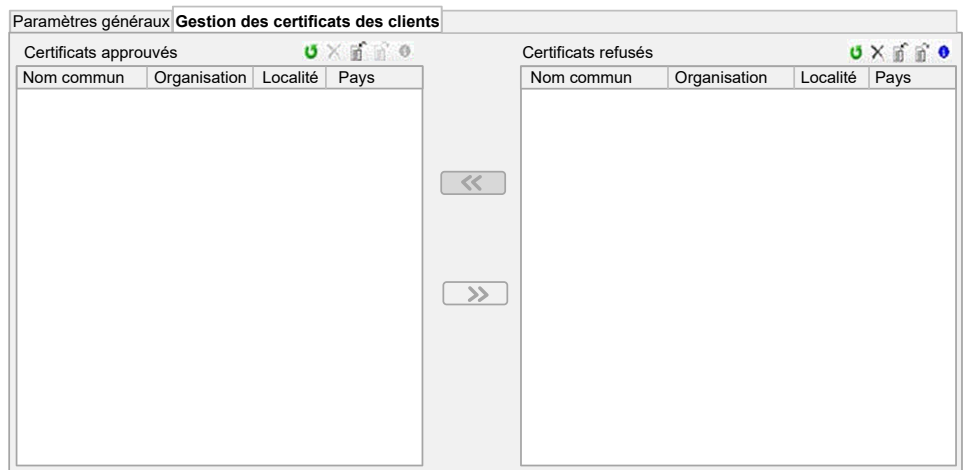 Paramètres généraux Gestion des certificats des clients
Certificats approuvés
Nom commun Organisation Localité Pays
Certificats refusés
Nom commun Organisation Localité Pays